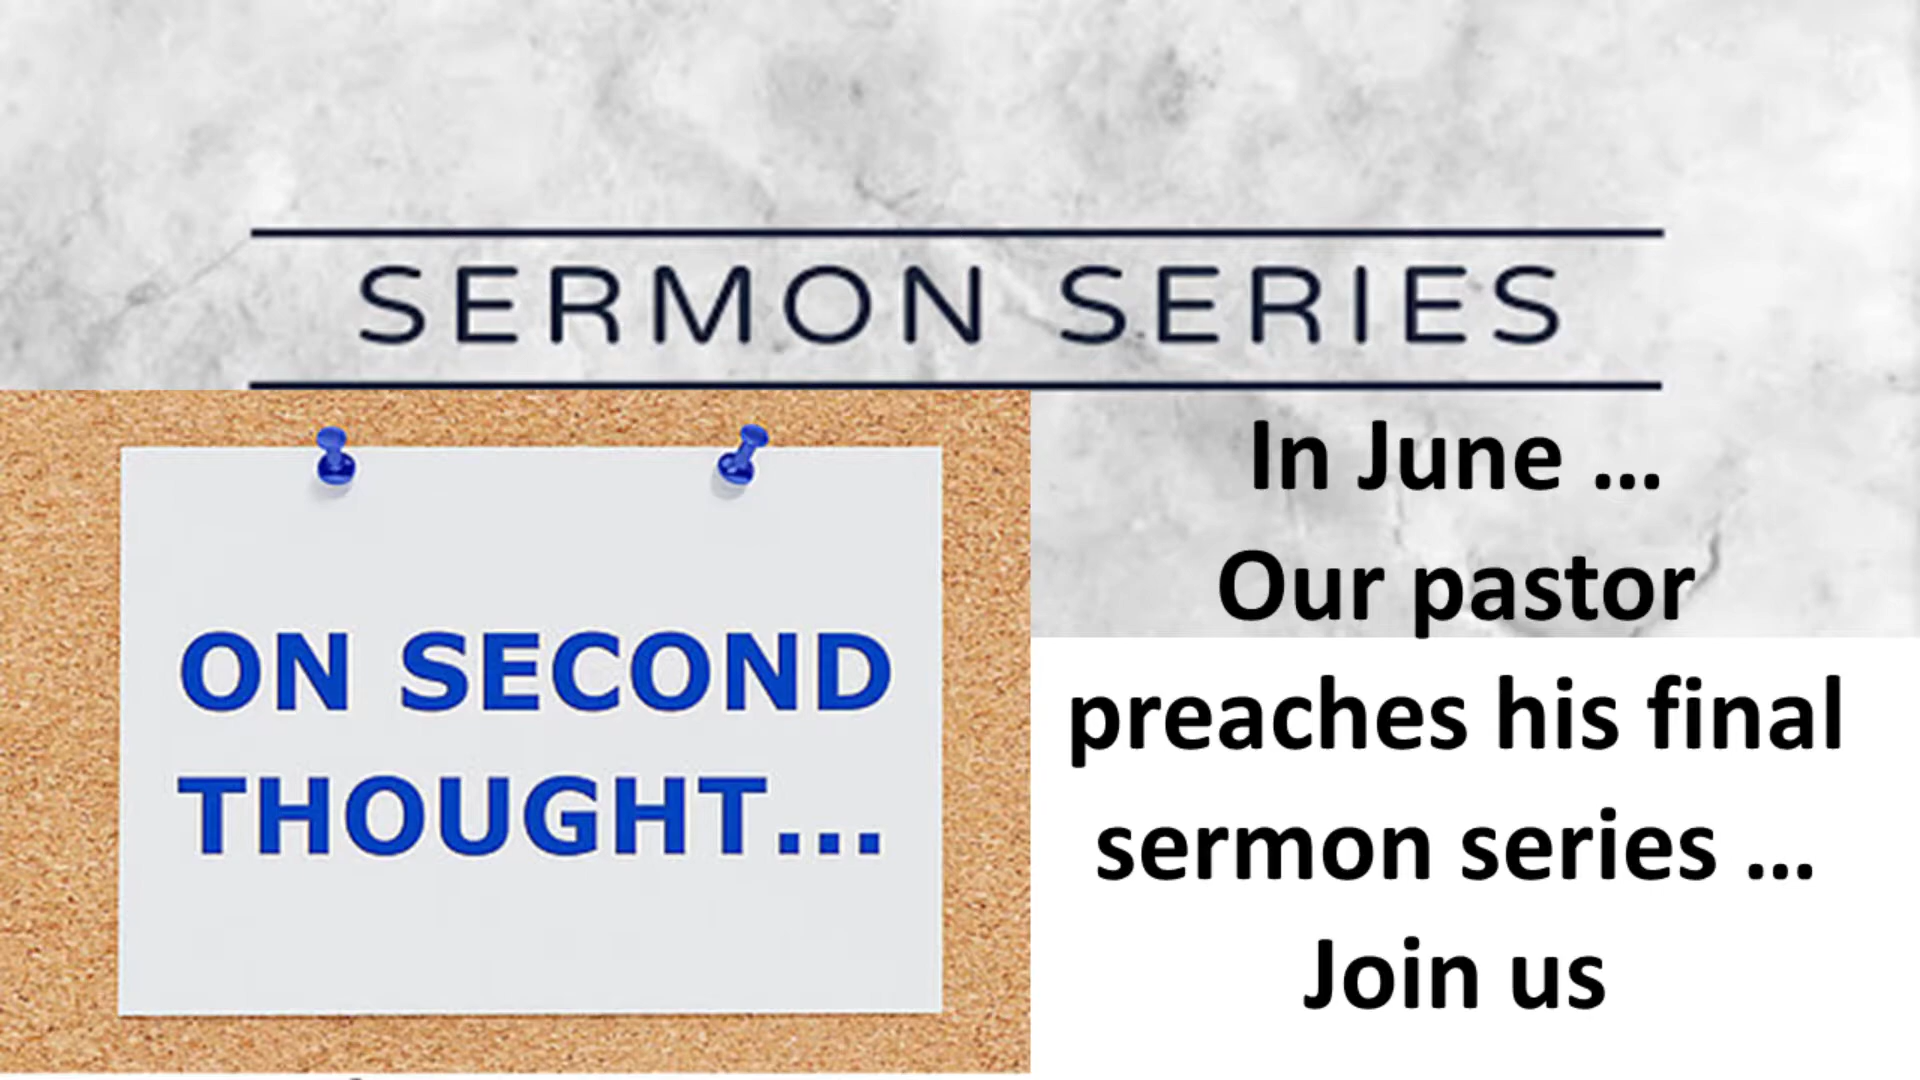 SERMON SERIES
ON SECOND
THOUGHT...
In June ...
Our pastor
preaches his final
sermon series ...
Join us